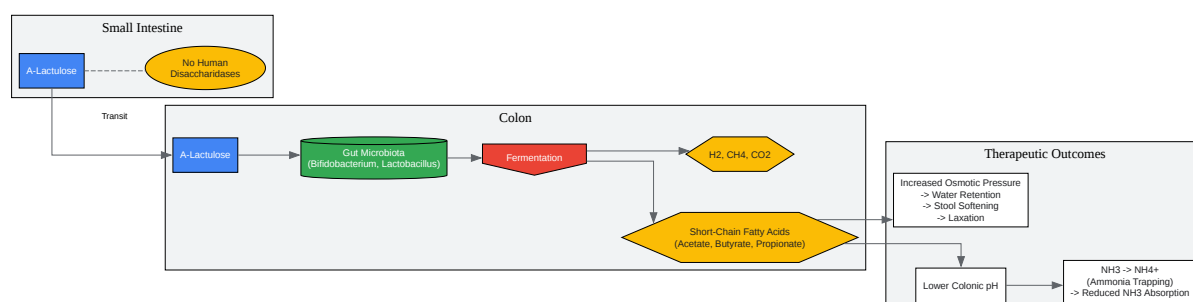 Small Intestine
A-Lactulose
No Human
Disaccharidases
Transit
Colon
A-Lactulose
Gut Microbiota
(Bifidobacterium, Lactobacillus)
Fermentation
H2, CH4, CO2
Short-Chain Fatty Acids
(Acetate, Butyrate, Propionate)
Therapeutic Outcomes
Increased Osmotic Pressure
-> Water Retention
-> Stool Softening
-> Laxation
Lower Colonic pH
NH3 -> NH4+
(Ammonia Trapping)
-> Reduced NH3 Absorption